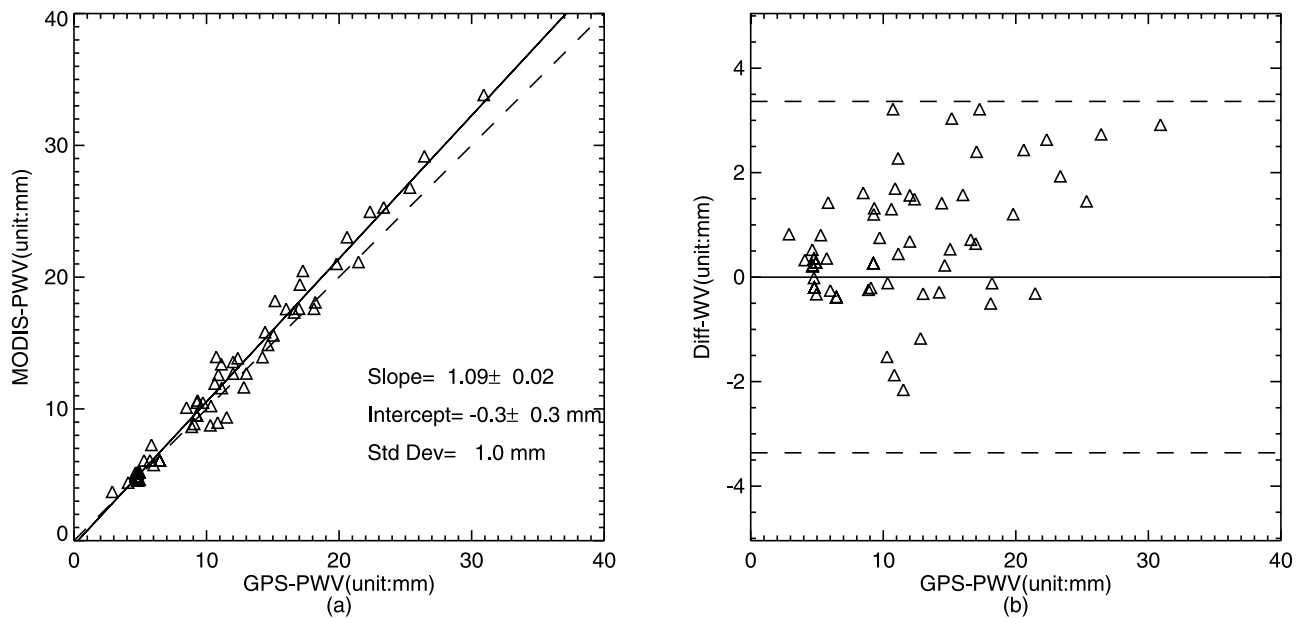 40
30
20
10
0
MODIS-PWV(unit:mm)
Slope= 1.09± 0.02
Intercept= -0.3± 0.3 mm
Std Dev= 1.0 mm
0 10 20 30 40
GPS-PWV(unit:mm)
(a)
4
2
0
-2
-4
Diff-WV(unit:mm)
0 10 20 30 40
GPS-PWV(unit:mm)
(b)